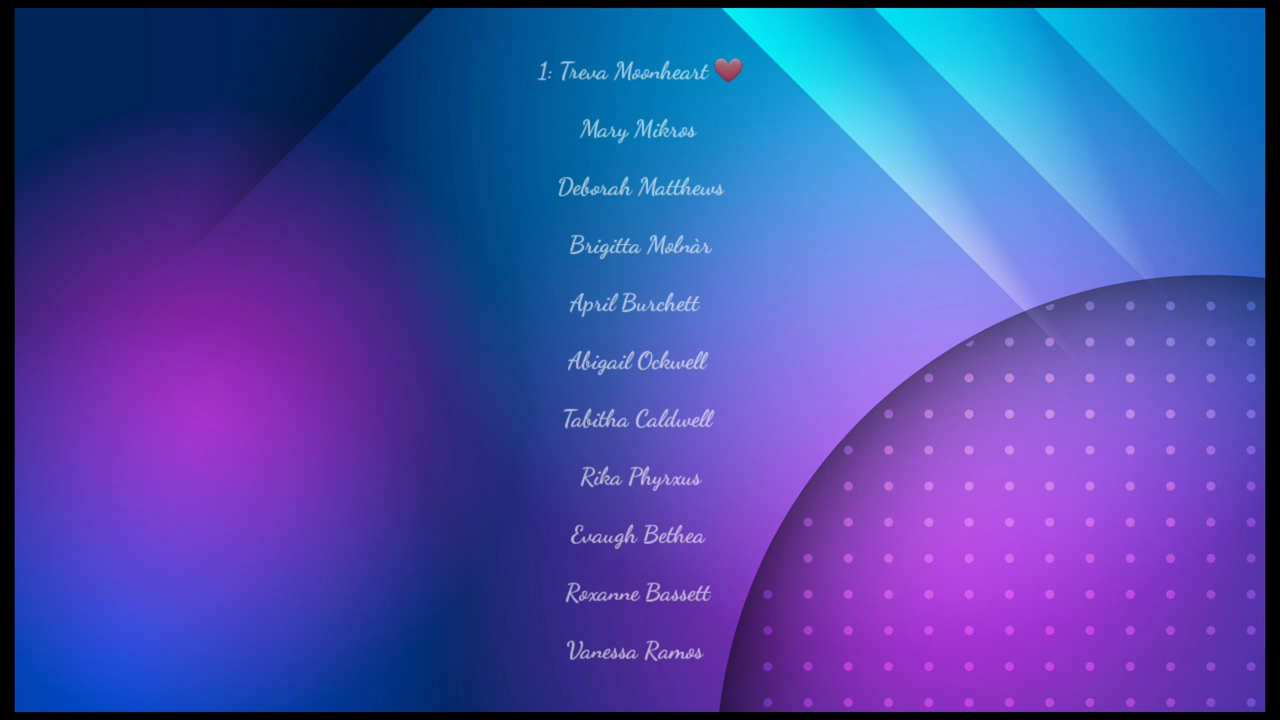 1: Treva Moonheart ❤️
Mary Mikros
Deborah Matthews
Brigitta Molnàr
April Burchett
Abigail Ockwell
Tabitha Caldwell
Rika Phyrxus
Evaugh Bethea
Roxanne Bassett
Vanessa Ramos